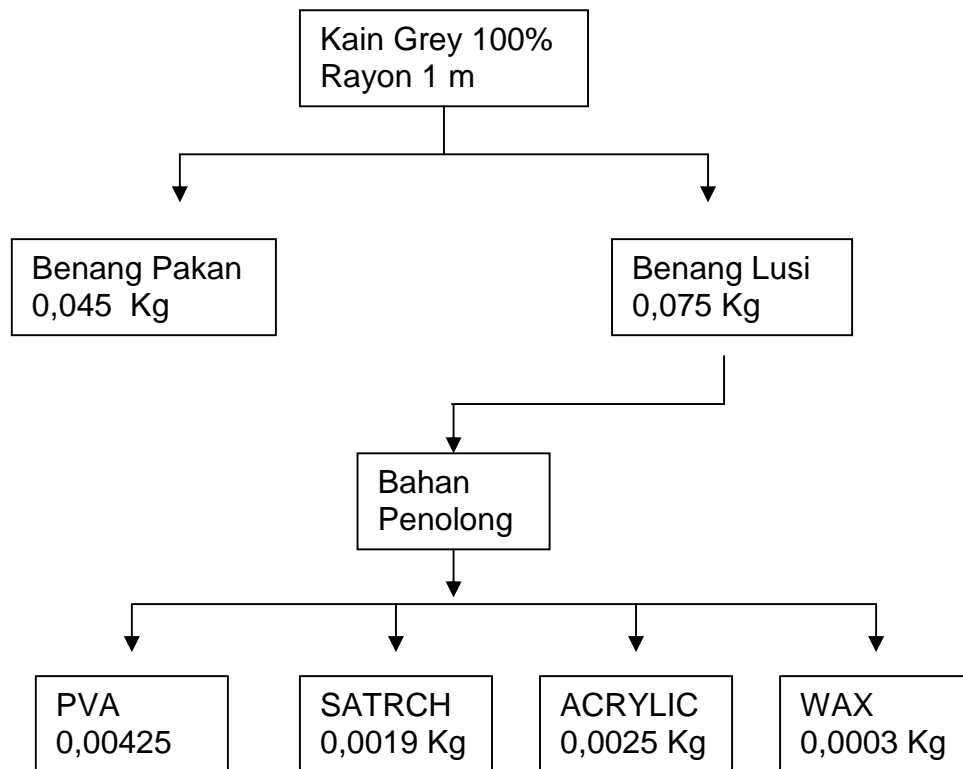 Kain Grey 100%
Rayon 1 m
Benang Pakan
0,045  Kg
Benang Lusi
0,075 Kg
Bahan
Penolong
PVA
0,00425
SATRCH
0,0019 Kg
ACRYLIC
0,0025 Kg
WAX
0,0003 Kg